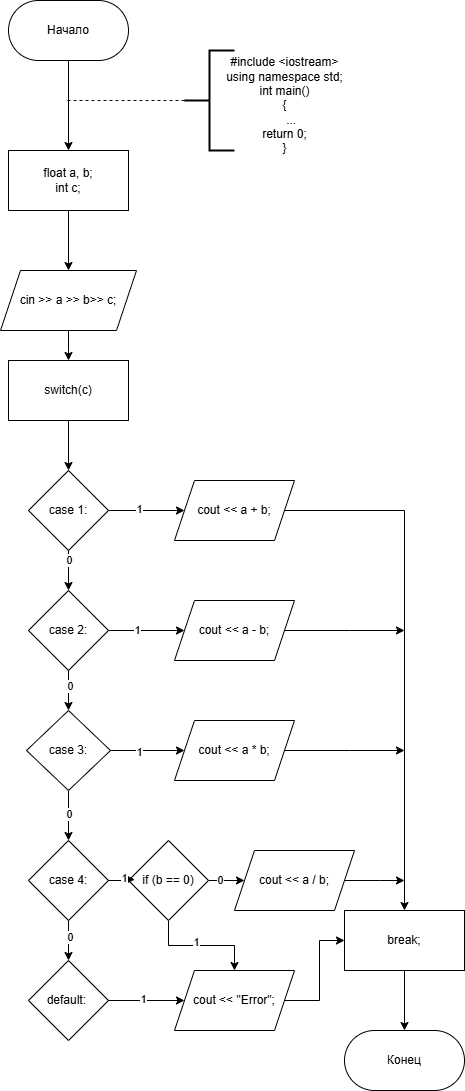 Начало
#include <iostream>
using namespace std;
int main()
{
...
return 0;
}
float a, b;
int c;
cin >> a >> b>> c;
switch(c)
case 1:
1
cout << a + b;
0
case 2:
1
cout << a - b;
0
case 3:
1
cout << a * b;
0
case 4:
1
if (b == 0)
0
cout << a / b;
0
1
break;
default:
1
cout << "Error";
Конец